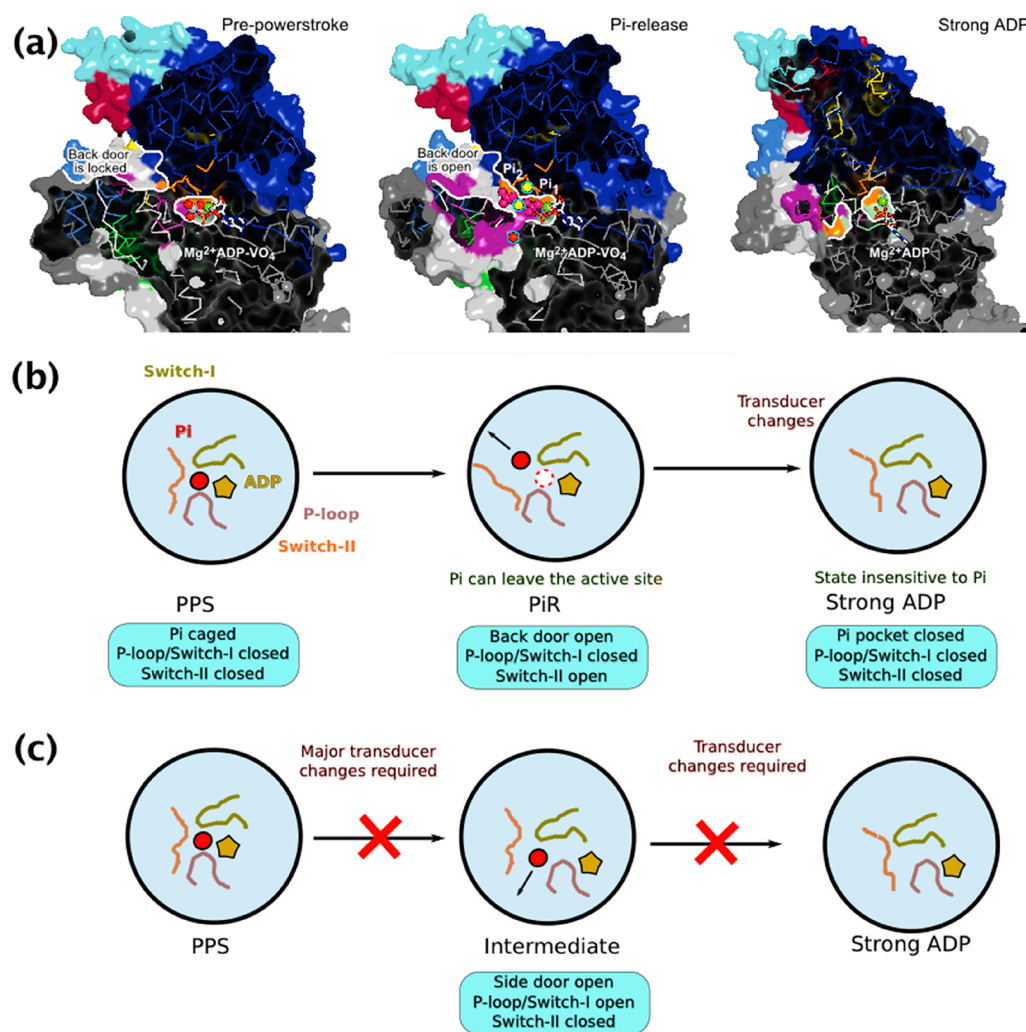 (a)
Pre-powerstroke
Pi-release
Strong ADP
Back door
is locked
Mg2+ADP-VO4
Back door
is open
Pi2
Pi1
Mg2+ADP-VO4
Mg2+ADP
(b)
Switch-I
Pi
ADP
P-loop
Switch-II
Transducer
changes
Pi can leave the active site
State insensitive to Pi
PPS
PiR
Strong ADP
Pi caged
P-loop/Switch-I closed
Switch-II closed
Back door open
P-loop/Switch-I closed
Switch-II open
Pi pocket closed
P-loop/Switch-I closed
Switch-II closed
(c)
Major transducer
changes required
Transducer
changes required
PPS
Intermediate
Strong ADP
Side door open
P-loop/Switch-I open
Switch-II closed